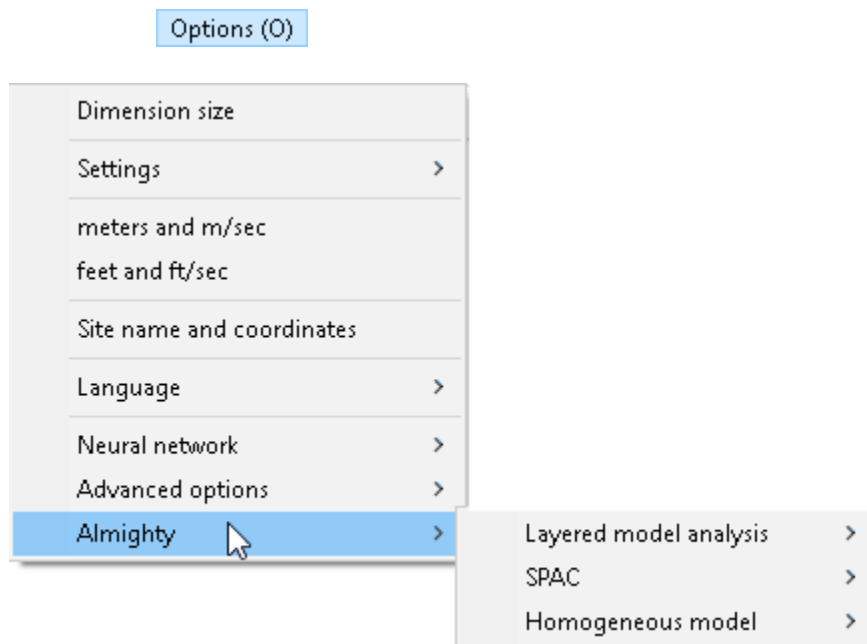 Options (O)
Dimension size
Settings
meters and m/sec
feet and ft/sec
Site name and coordinates
Language
Neural network
Advanced options
Almighty
Layered model analysis
SPAC
Homogeneous model